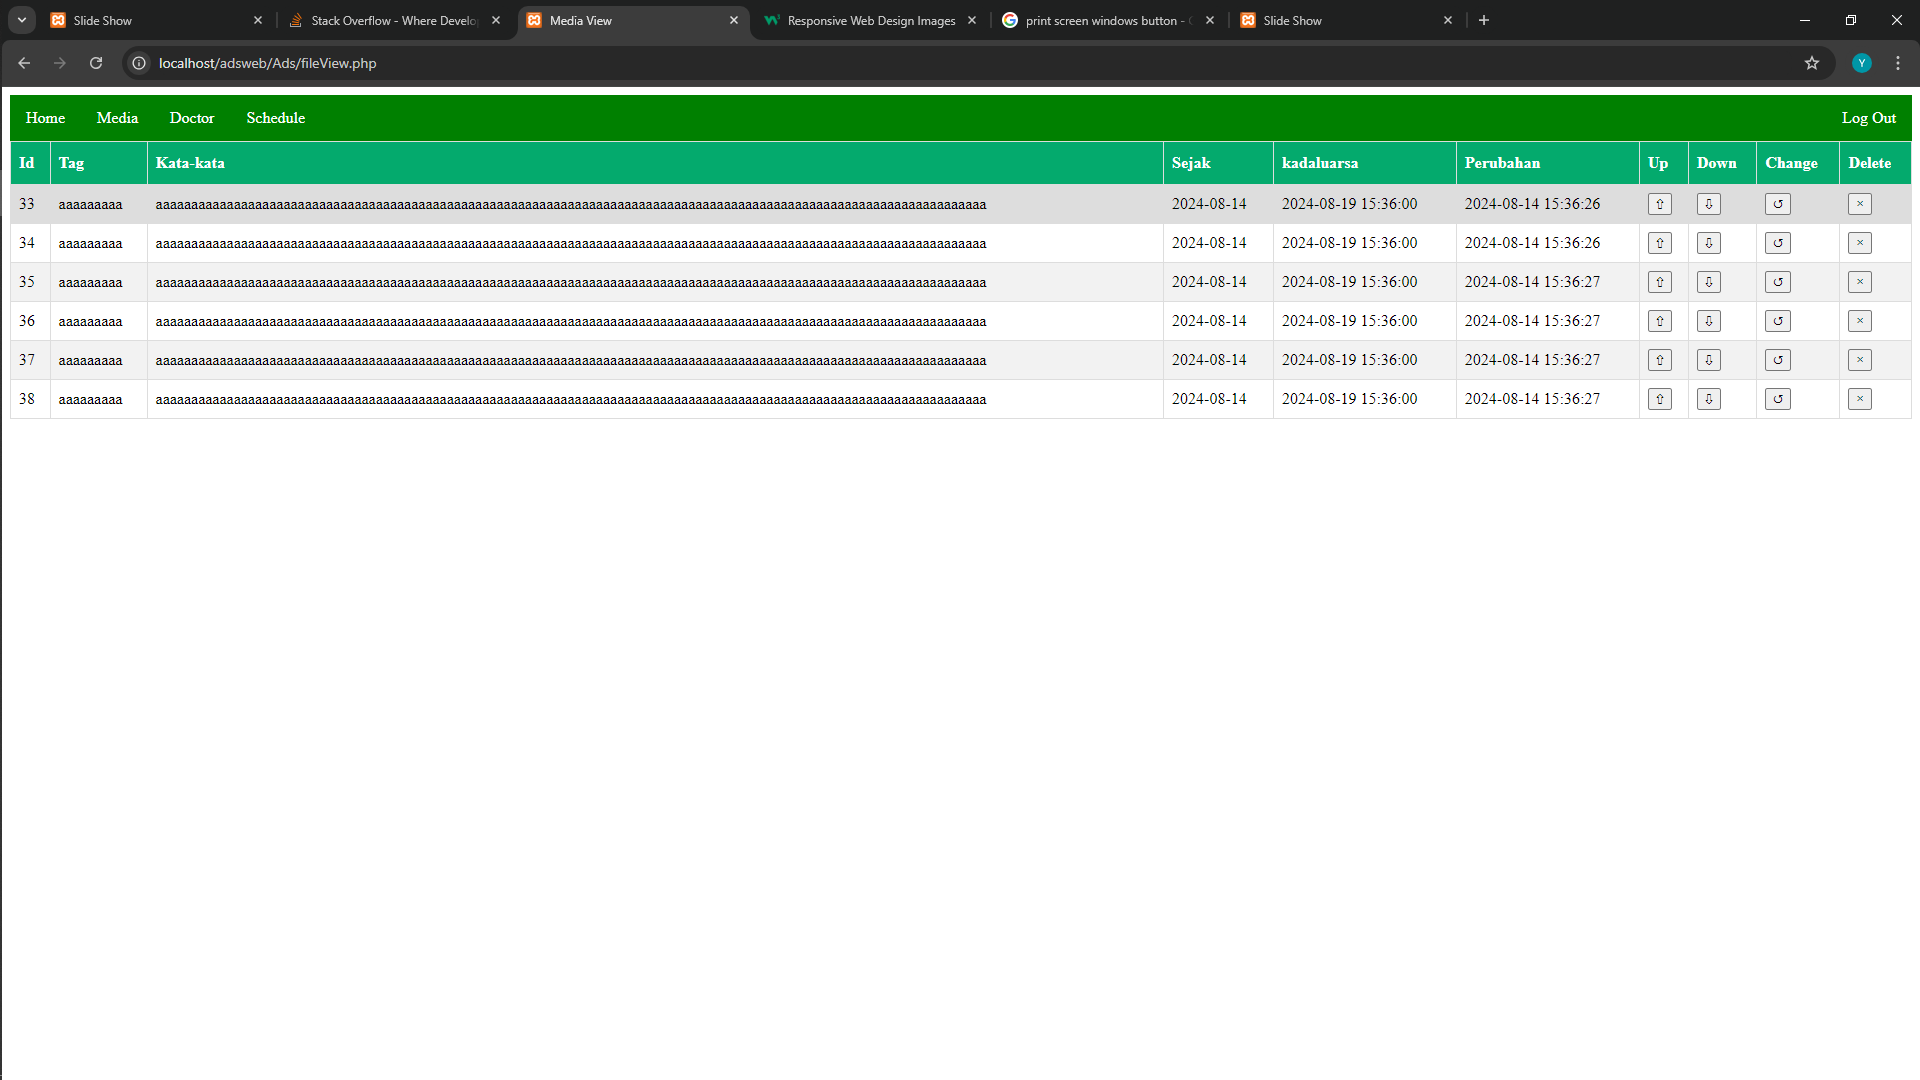 Slide Show
Stack Overflow - Where Develo
Media View
Responsive Web Design Images
print screen windows button -
Slide Show
localhost/adsweb/Ads/fileView.php
Y
Home Media Doctor Schedule Log Out
Id Tag Kata-kata Sejak kadaluarsa Perubahan Up Down Change Delete
33 aaaaaaaaa 2024-08-14 2024-08-19 15:36:00 2024-08-14 15:36:26
34 aaaaaaaaa 2024-08-14 2024-08-19 15:36:00 2024-08-14 15:36:26
35 aaaaaaaaa 2024-08-14 2024-08-19 15:36:00 2024-08-14 15:36:27
36 aaaaaaaaa 2024-08-14 2024-08-19 15:36:00 2024-08-14 15:36:27
37 aaaaaaaaa 2024-08-14 2024-08-19 15:36:00 2024-08-14 15:36:27
38 aaaaaaaaa 2024-08-14 2024-08-19 15:36:00 2024-08-14 15:36:27